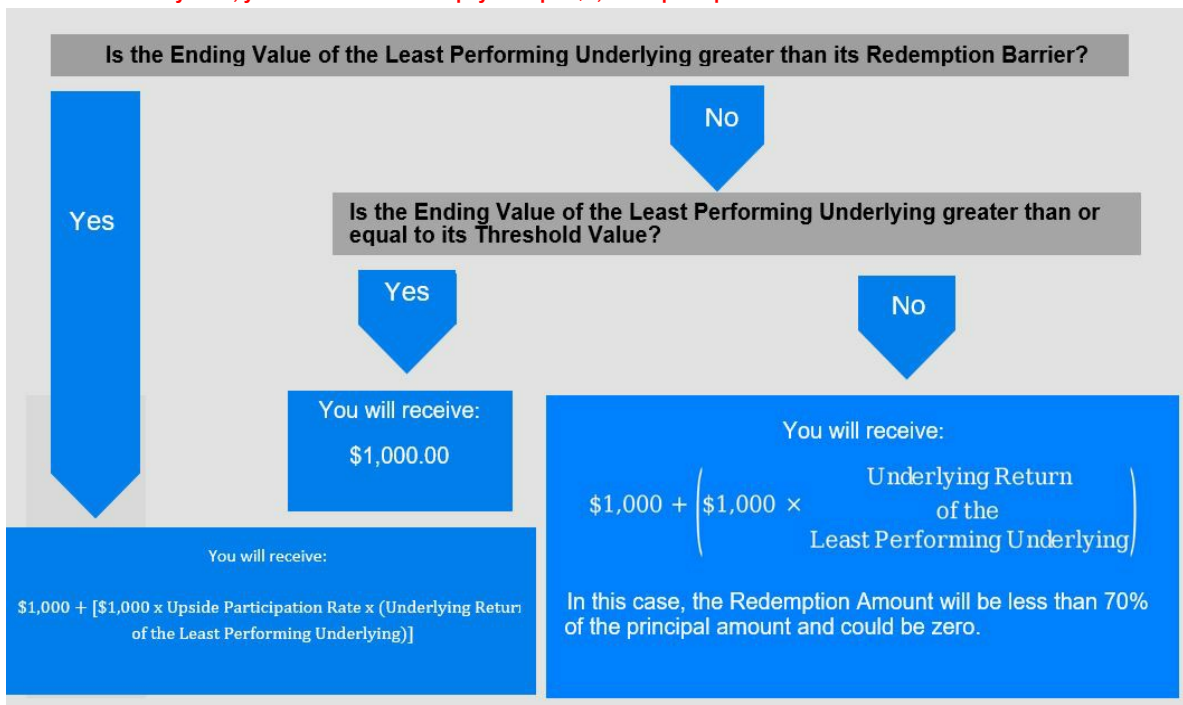 Is the Ending Value of the Least Performing Underlying greater than its Redemption Barrier?
No
Yes
Is the Ending Value of the Least Performing Underlying greater than or
equal to its Threshold Value?
Yes
No
You will receive:
$1,000.00
You will receive:
$1,000 + ($1,000 × Underlying Return
of the
Least Performing Underlying)
In this case, the Redemption Amount will be less than 70%
of the principal amount and could be zero.
You will receive:
$1,000 + [$1,000 x Upside Participation Rate x (Underlying Retur
of the Least Performing Underlying)]